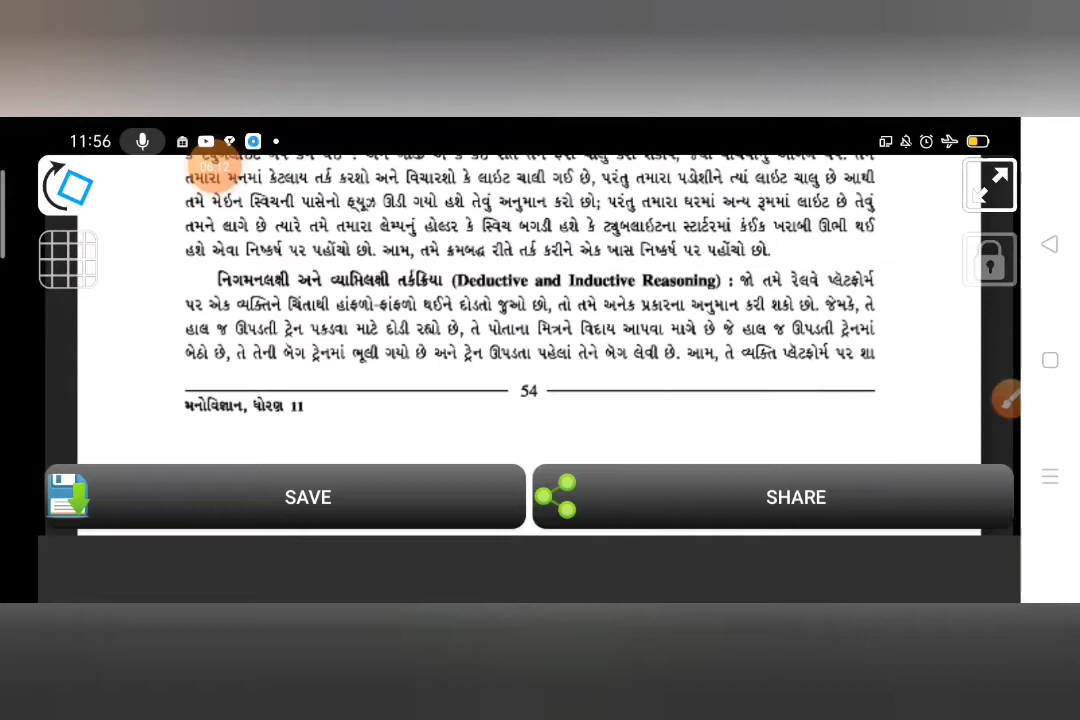 11:56
06:12
તમારા મનમાં કેટલાય તર્ક કરશો અને વિચારશો કે લાઇટ ચાલી ગઈ છે, પરંતુ તમારા પડોશીને ત્યાં લાઇટ ચાલુ છે આથી
તમે મેઇન સ્વિચની પાસેનો ફ્યૂઝ ઊડી ગયો હશે તેવું અનુમાન કરો છો; પરંતુ તમારા ઘરમાં અન્ય રૂમમાં લાઇટ છે તેવું
તમને લાગે છે ત્યારે તમે તમારા લેમ્પનું હોલ્ડર કે સ્વિચ બગડી હશે કે ટ્યુબલાઇટના સ્ટાર્ટરમાં કંઈક ખરાબી ઊભી થઈ
હશે એવા નિષ્કર્ષ પર પહોંચો છો. આમ, તમે ક્રમબદ્ધ રીતે તર્ક કરીને એક ખાસ નિષ્કર્ષ પર પહોંચો છો.
નિગમનલક્ષી અને વ્યાપ્તિલક્ષી તર્કક્રિયા (Deductive and Inductive Reasoning) : જો તમે રેલવે પ્લૅટફોર્મ
પર એક વ્યક્તિને ચિંતાથી હાંફળો-ફાંફળો થઈને દોડતો જુઓ છો, તો તમે અનેક પ્રકારના અનુમાન કરી શકો છો. જેમકે, તે
હાલ જ ઊપડતી ટ્રેન પકડવા માટે દોડી રહ્યો છે, તે પોતાના મિત્રને વિદાય આપવા માગે છે જે હાલ જ ઊપડતી ટ્રેનમાં
બેઠો છે, તે તેની બૅગ ટ્રેનમાં ભૂલી ગયો છે અને ટ્રેન ઊપડતા પહેલાં તેને બૅગ લેવી છે. આમ, તે વ્યક્તિ પ્લૅટફોર્મ પર શા
54
મનોવિજ્ઞાન, ધોરણ 11
SAVE
SHARE